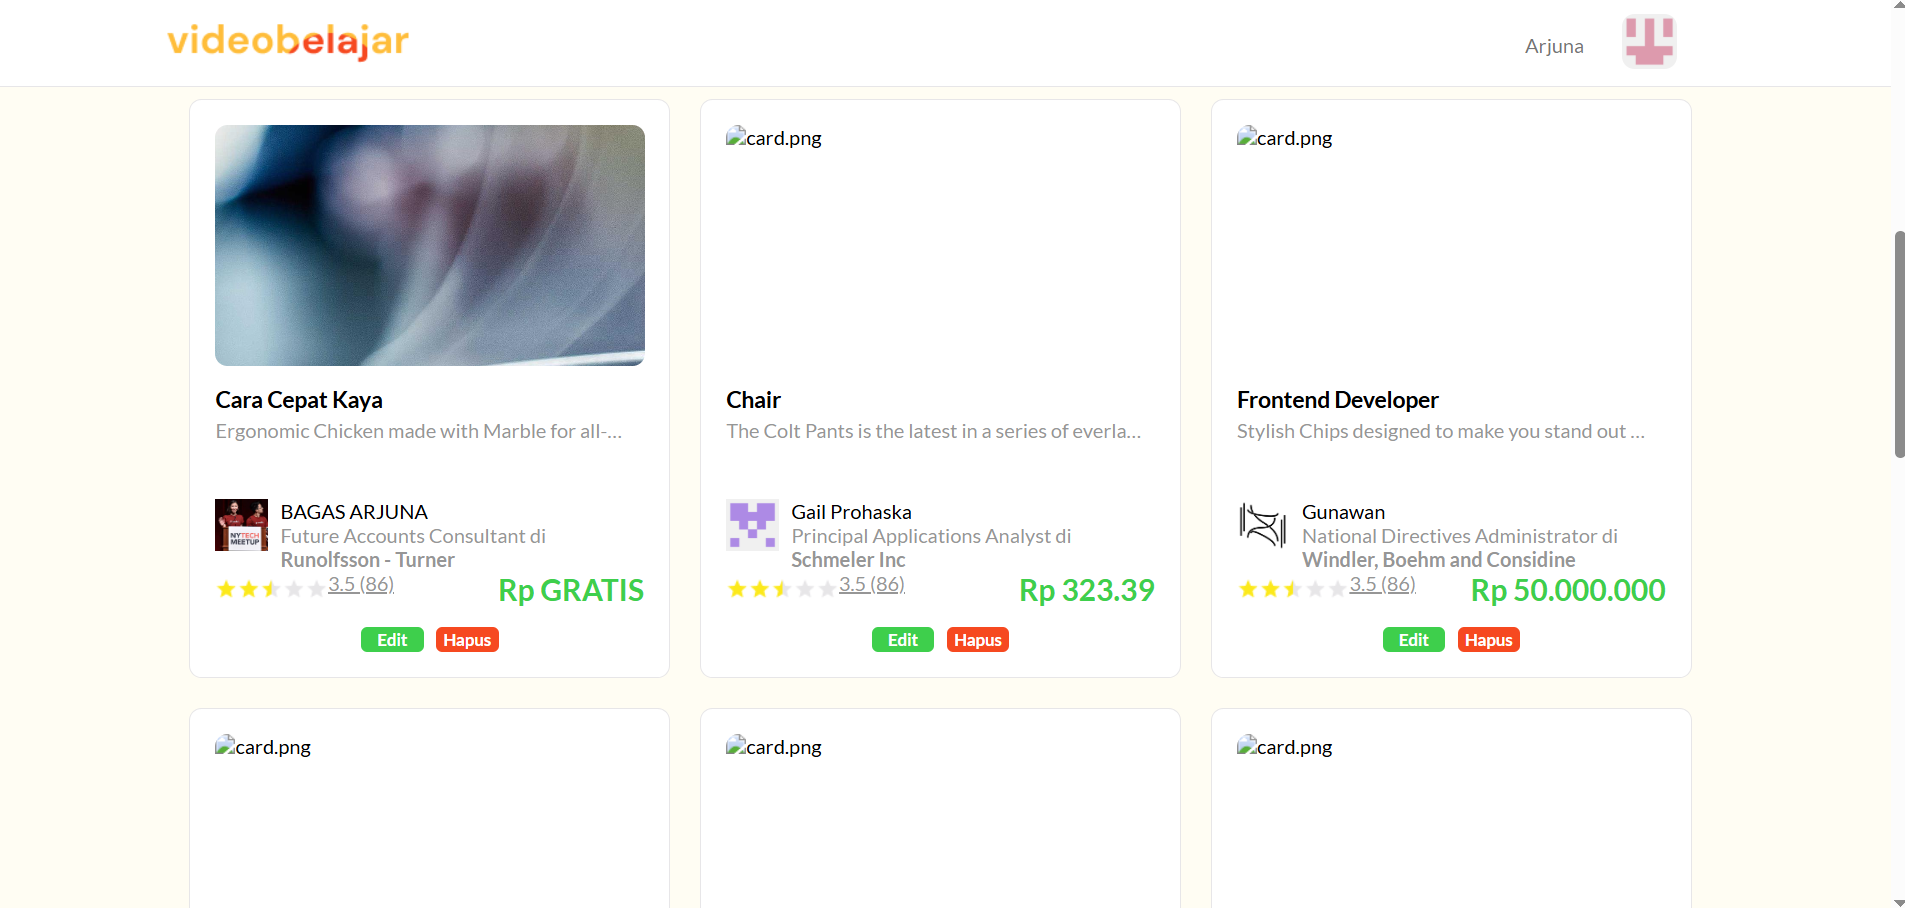 videobelajar
Arjuna
card.png
card.png
Cara Cepat Kaya
Ergonomic Chicken made with Marble for all-...
Chair
The Colt Pants is the latest in a series of everla...
Frontend Developer
Stylish Chips designed to make you stand out ...
NYTECH
MEETUP
BAGAS ARJUNA
Future Accounts Consultant di
Runolfsson - Turner
3.5 (86)
Rp GRATIS
Gail Prohaska
Principal Applications Analyst di
Schmeler Inc
3.5 (86)
Rp 323.39
Gunawan
National Directives Administrator di
Windler, Boehm and Considine
3.5 (86)
Rp 50.000.000
Edit
Hapus
Edit
Hapus
Edit
Hapus
card.png
card.png
card.png